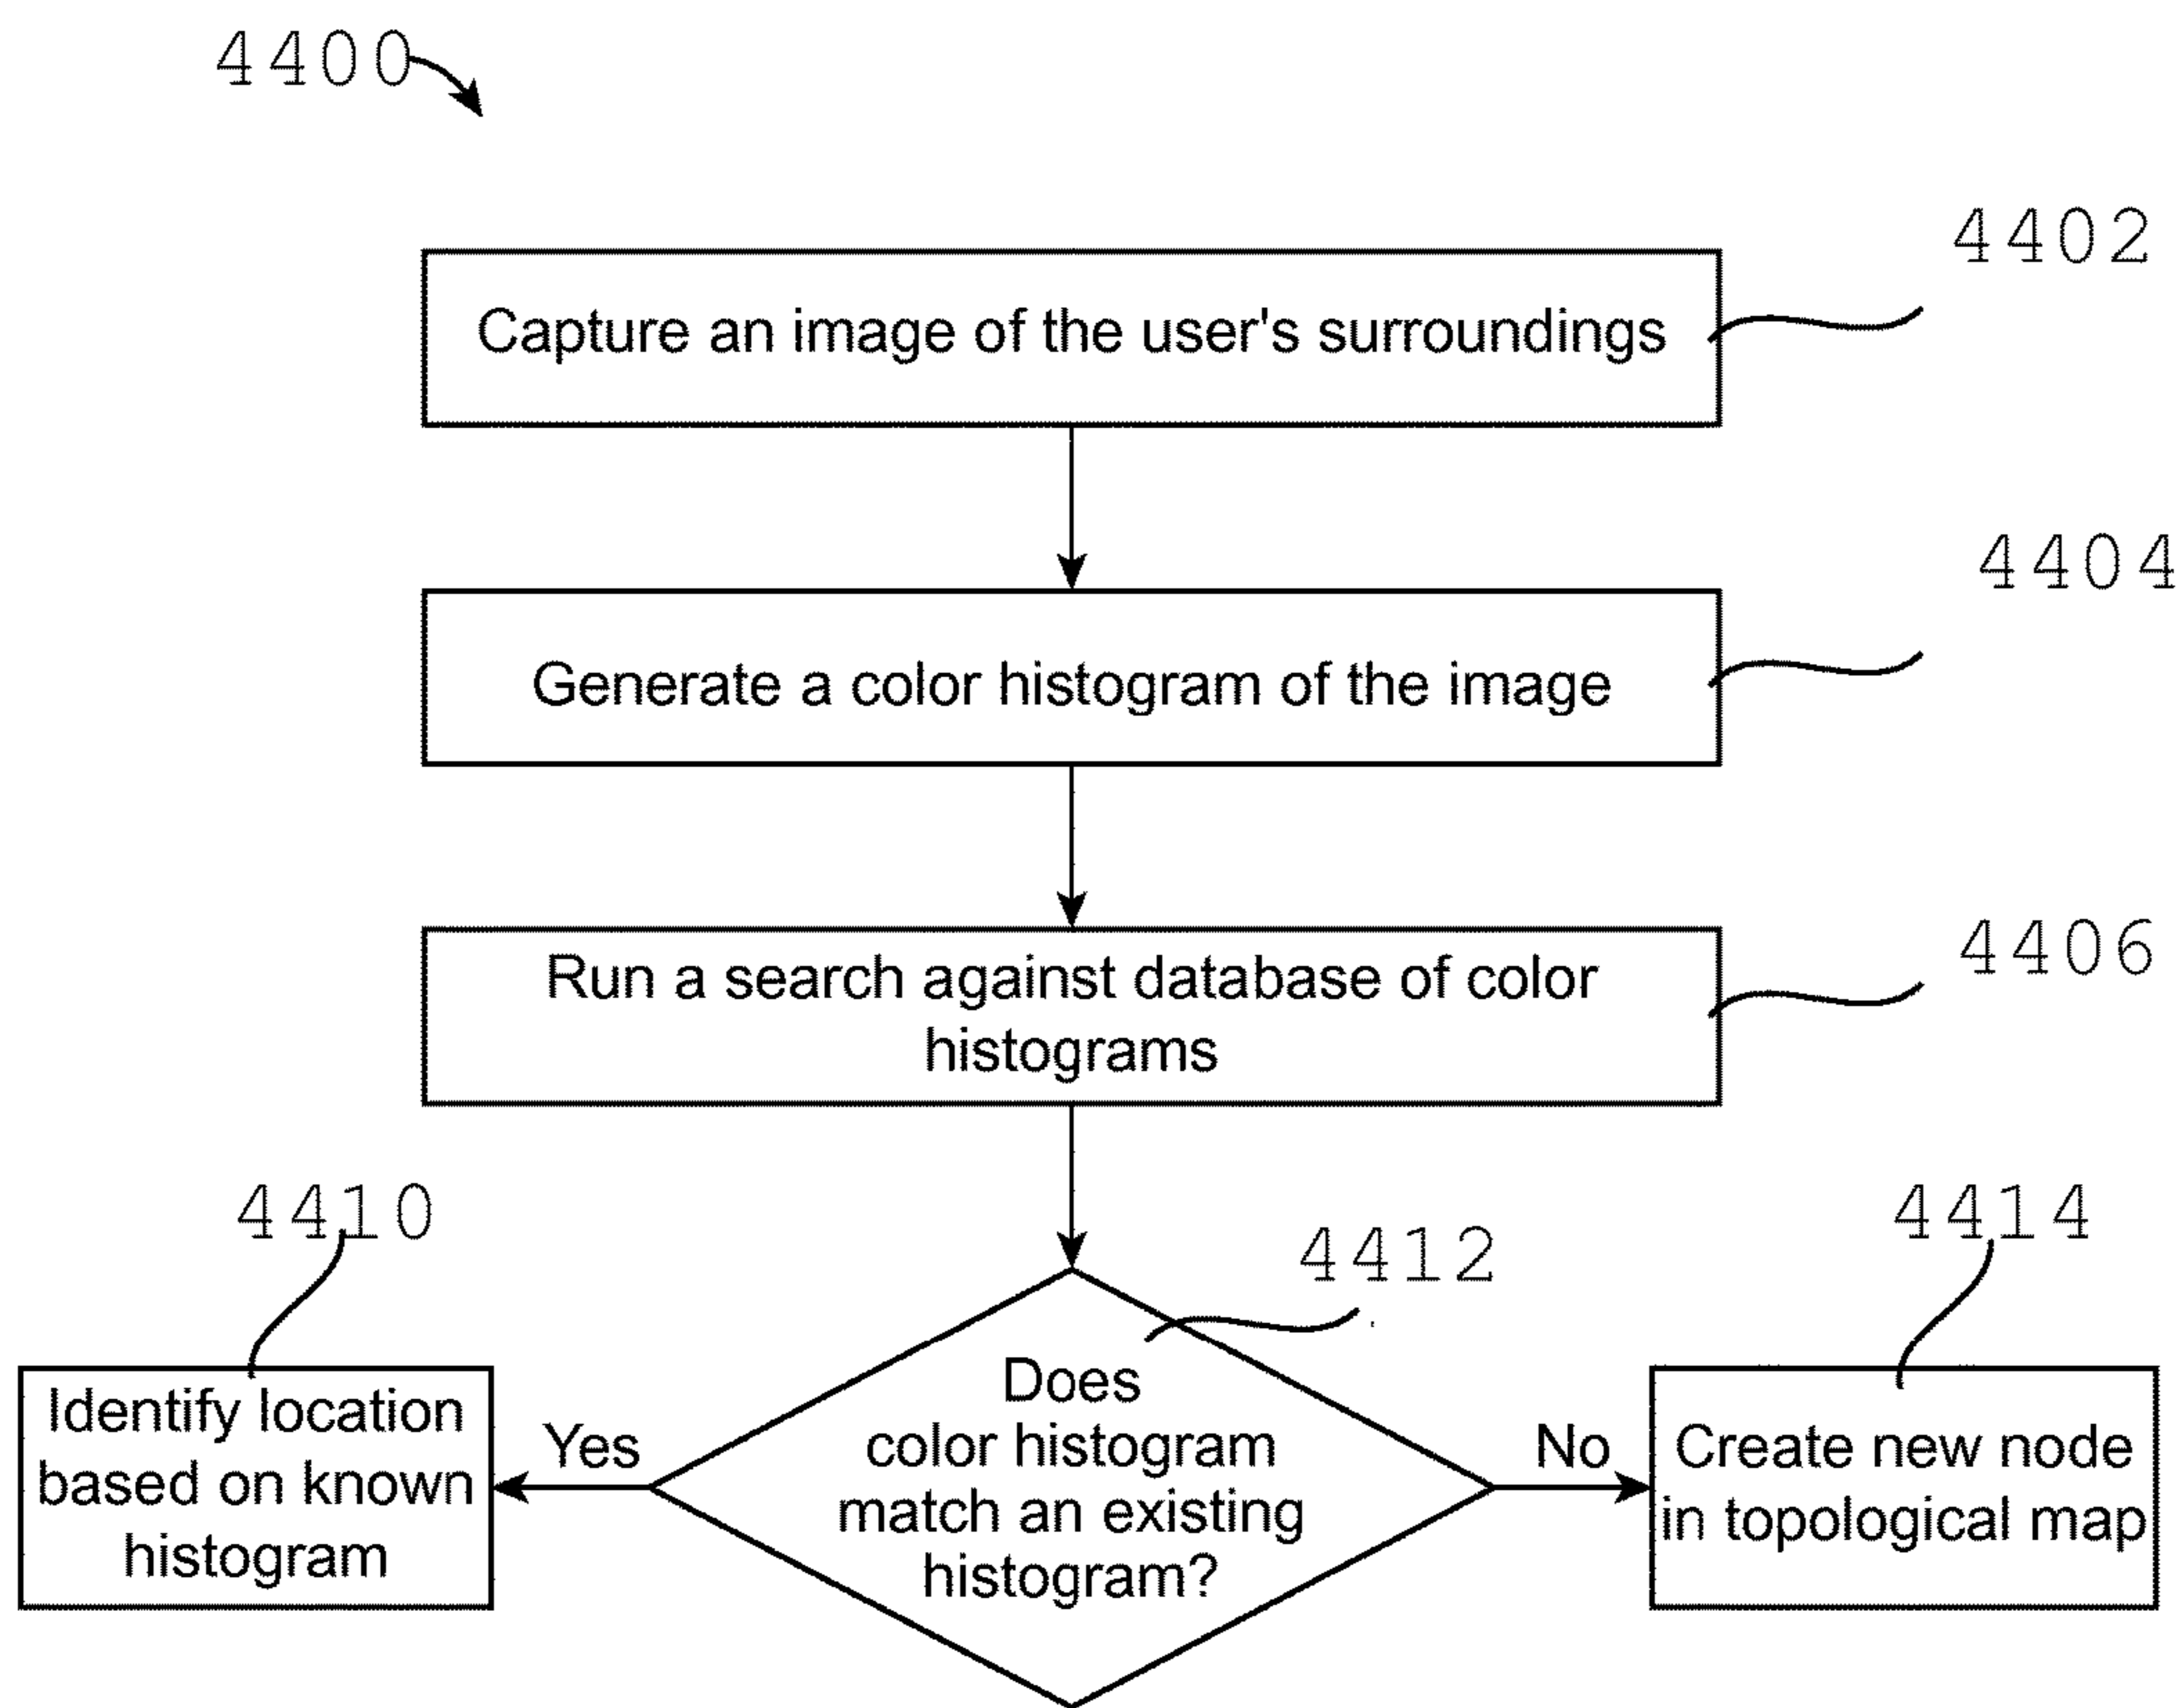 4400
4402
Capture an image of the user's surroundings
4404
Generate a color histogram of the image
4406
Run a search against database of color
histograms
4410
4412
4414
Identify location
based on known
histogram
Yes
Does
color histogram
match an existing
histogram?
No
Create new node
in topological map